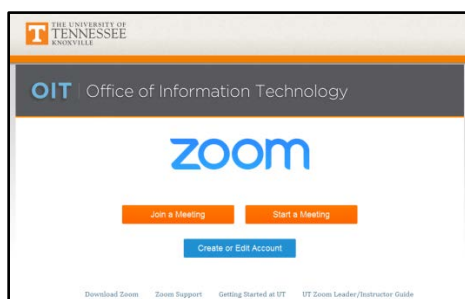 T THE UNIVERSITY OF
TENNESSEE
KNOXVILLE
OIT Office of Information Technology
zoom
Join a Meeting Start a Meeting
Create or Edit Account
Download Zoom Zoom Support Getting Started at UT UT Zoom Leader/Instructor Guide